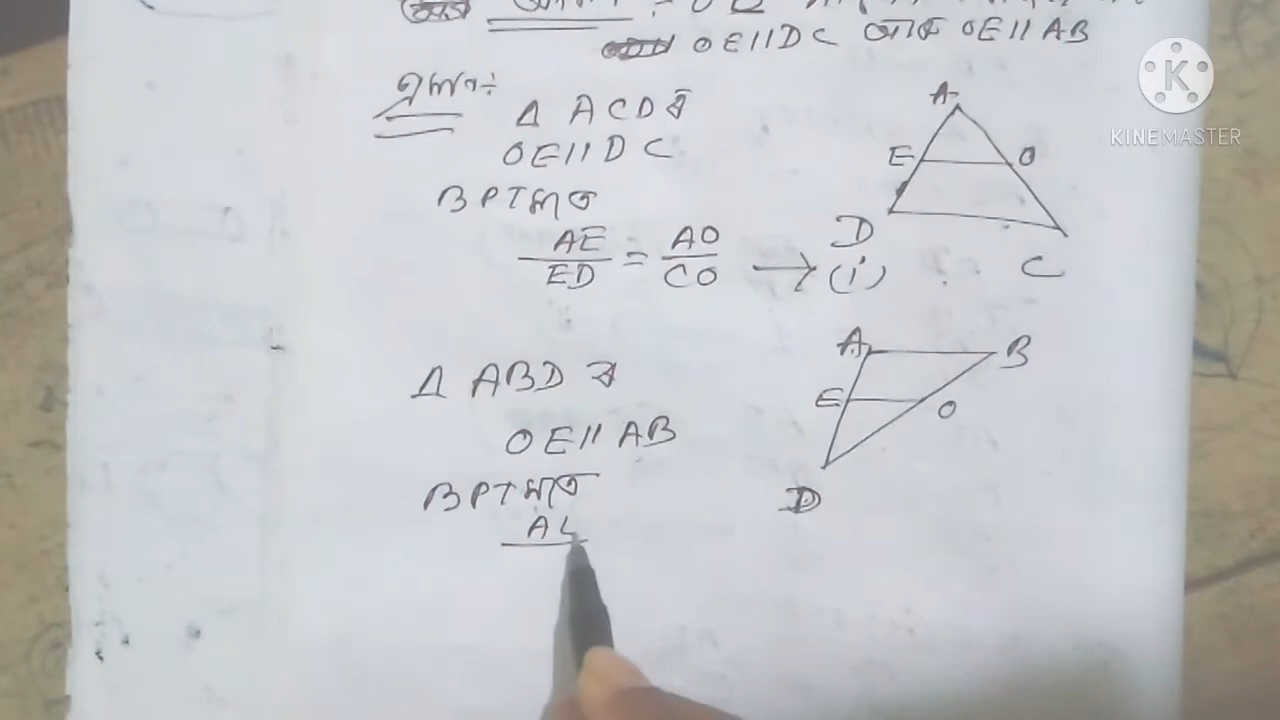 OE || DC আৰু OE || AB
KINEMASTER
প্ৰমাণ :-
Δ ACD ৰ
OE || DC
BPT মতে
AE/ED = AO/CO → (i)
A
E O
D C
Δ ABD ৰ
OE || AB
BPT মতে
A
A B
E O
D